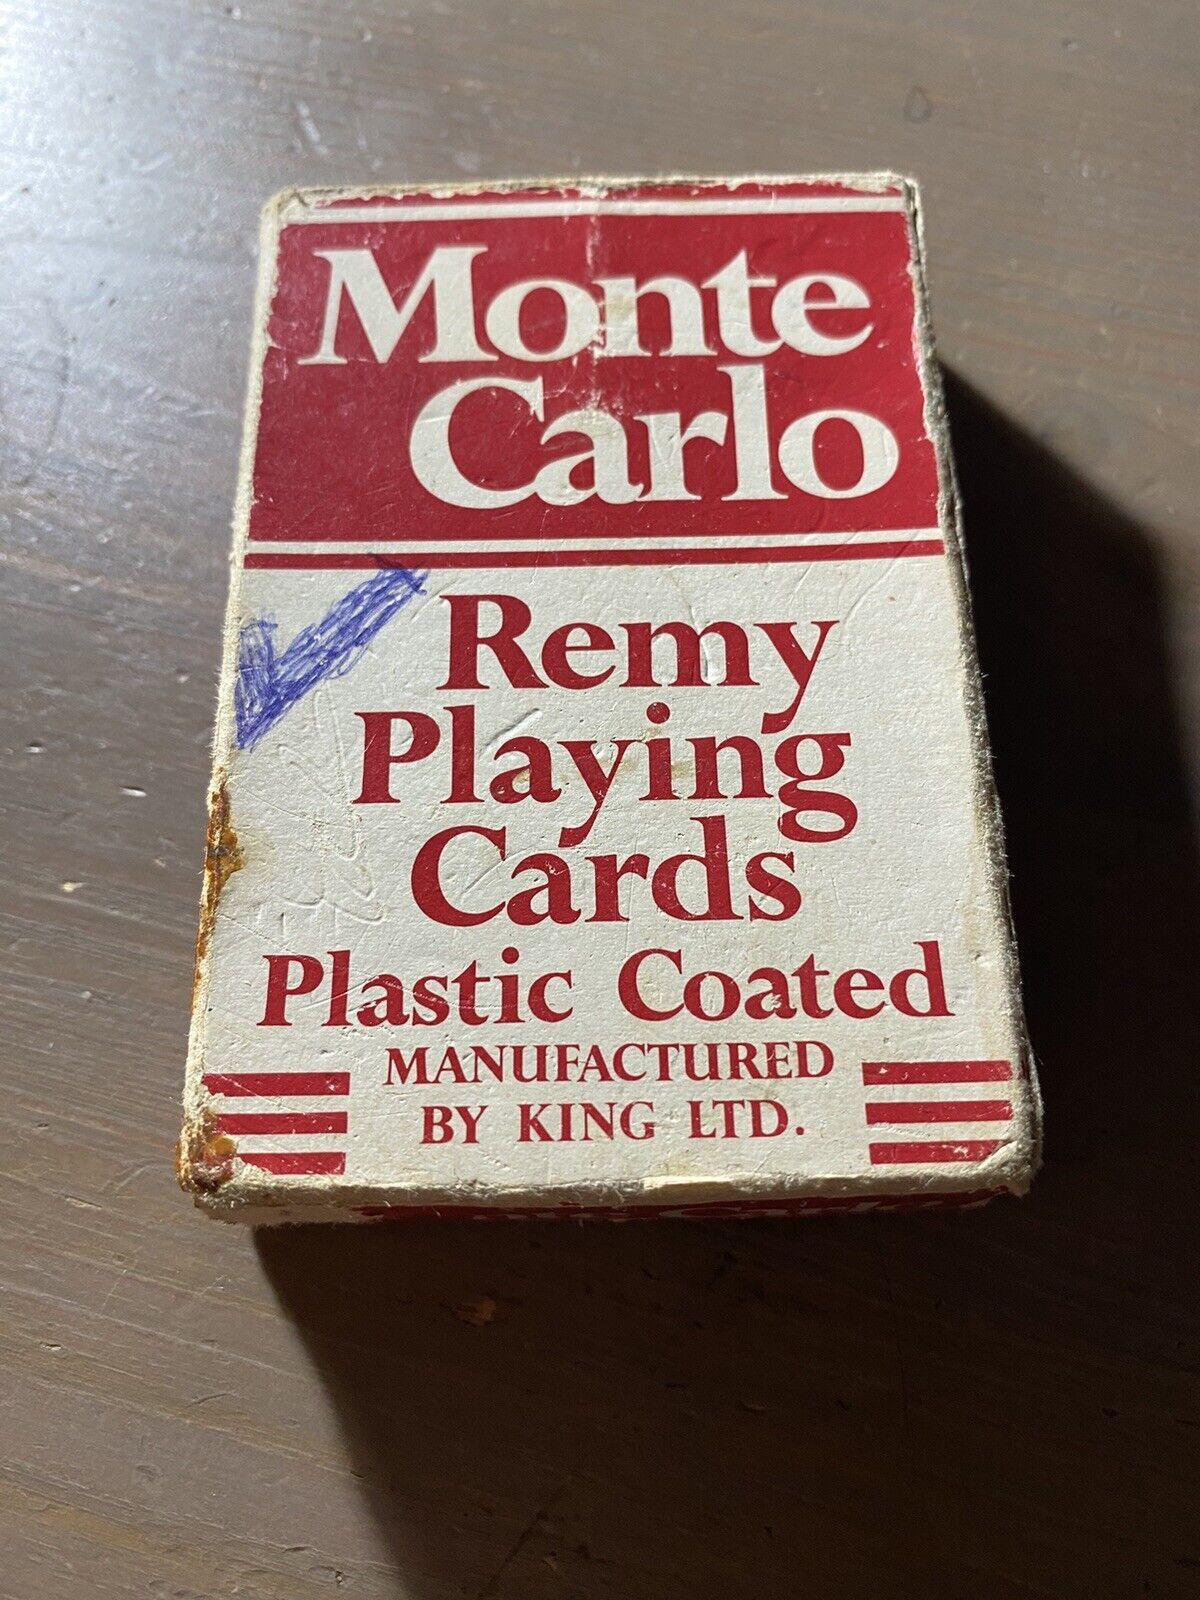 Monte
Carlo
Remy
Playing
Cards
Plastic Coated
MANUFACTURED
BY KING LTD.